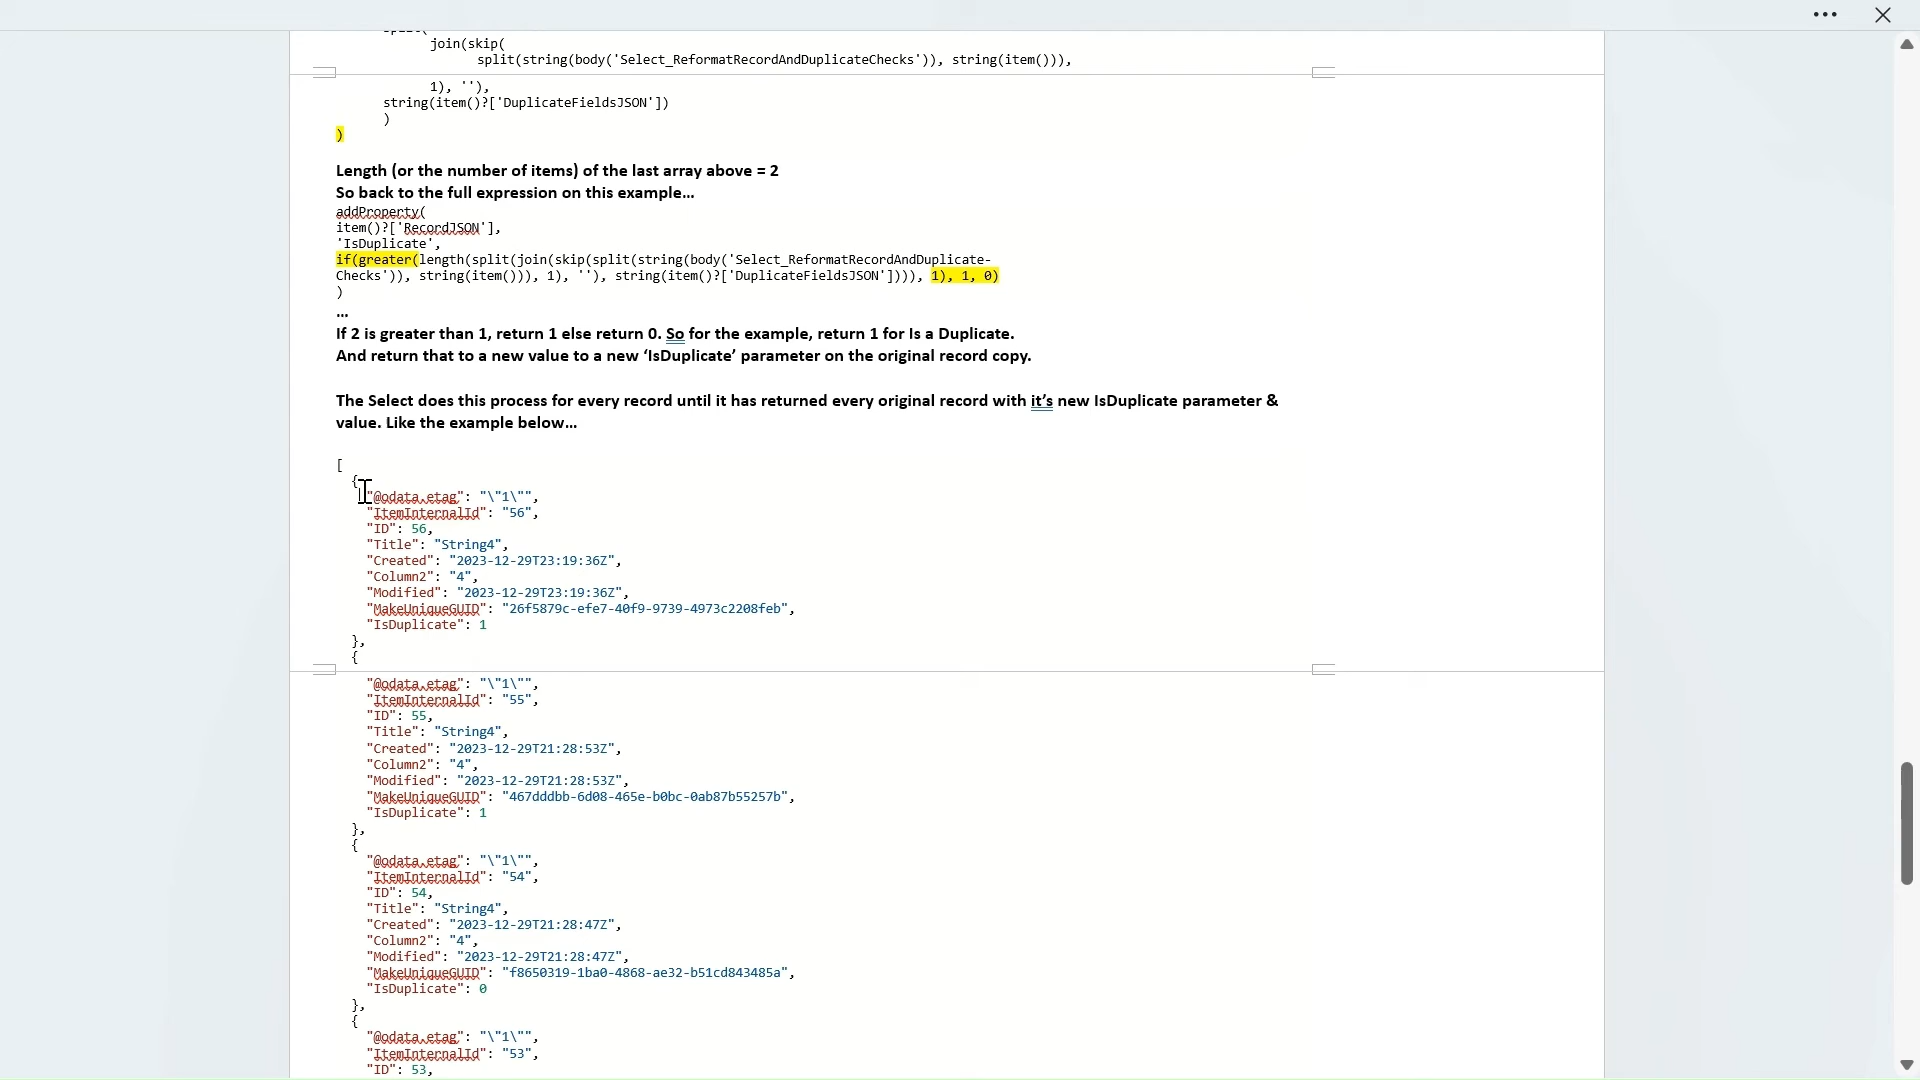 join(skip(
split(string(body('Select_ReformatRecordAndDuplicateChecks')), string(item())),
1), ''),
string(item()?['DuplicateFieldsJSON'])
)
)
Length (or the number of items) of the last array above = 2
So back to the full expression on this example…
addProperty(
item()?['RecordJSON'],
'IsDuplicate',
if(greater(length(split(join(skip(split(string(body('Select_ReformatRecordAndDuplicate-
Checks')), string(item())), 1), ''), string(item()?['DuplicateFieldsJSON']))), 1), 1, 0)
)
…
If 2 is greater than 1, return 1 else return 0. So for the example, return 1 for Is a Duplicate.
And return that to a new value to a new ‘IsDuplicate’ parameter on the original record copy.
The Select does this process for every record until it has returned every original record with it’s new IsDuplicate parameter &
value. Like the example below…
[
{
"@odata.etag": "\"1\"",
"ItemInternalId": "56",
"ID": 56,
"Title": "String4",
"Created": "2023-12-29T23:19:36Z",
"Column2": "4",
"Modified": "2023-12-29T23:19:36Z",
"MakeUniqueGUID": "26f5879c-efe7-40f9-9739-4973c2208feb",
"IsDuplicate": 1
},
{
"@odata.etag": "\"1\"",
"ItemInternalId": "55",
"ID": 55,
"Title": "String4",
"Created": "2023-12-29T21:28:53Z",
"Column2": "4",
"Modified": "2023-12-29T21:28:53Z",
"MakeUniqueGUID": "467dddbb-6d08-465e-b0bc-0ab87b55257b",
"IsDuplicate": 1
},
{
"@odata.etag": "\"1\"",
"ItemInternalId": "54",
"ID": 54,
"Title": "String4",
"Created": "2023-12-29T21:28:47Z",
"Column2": "4",
"Modified": "2023-12-29T21:28:47Z",
"MakeUniqueGUID": "f8650319-1ba0-4868-ae32-b51cd843485a",
"IsDuplicate": 0
},
{
"@odata.etag": "\"1\"",
"ItemInternalId": "53",
"ID": 53,